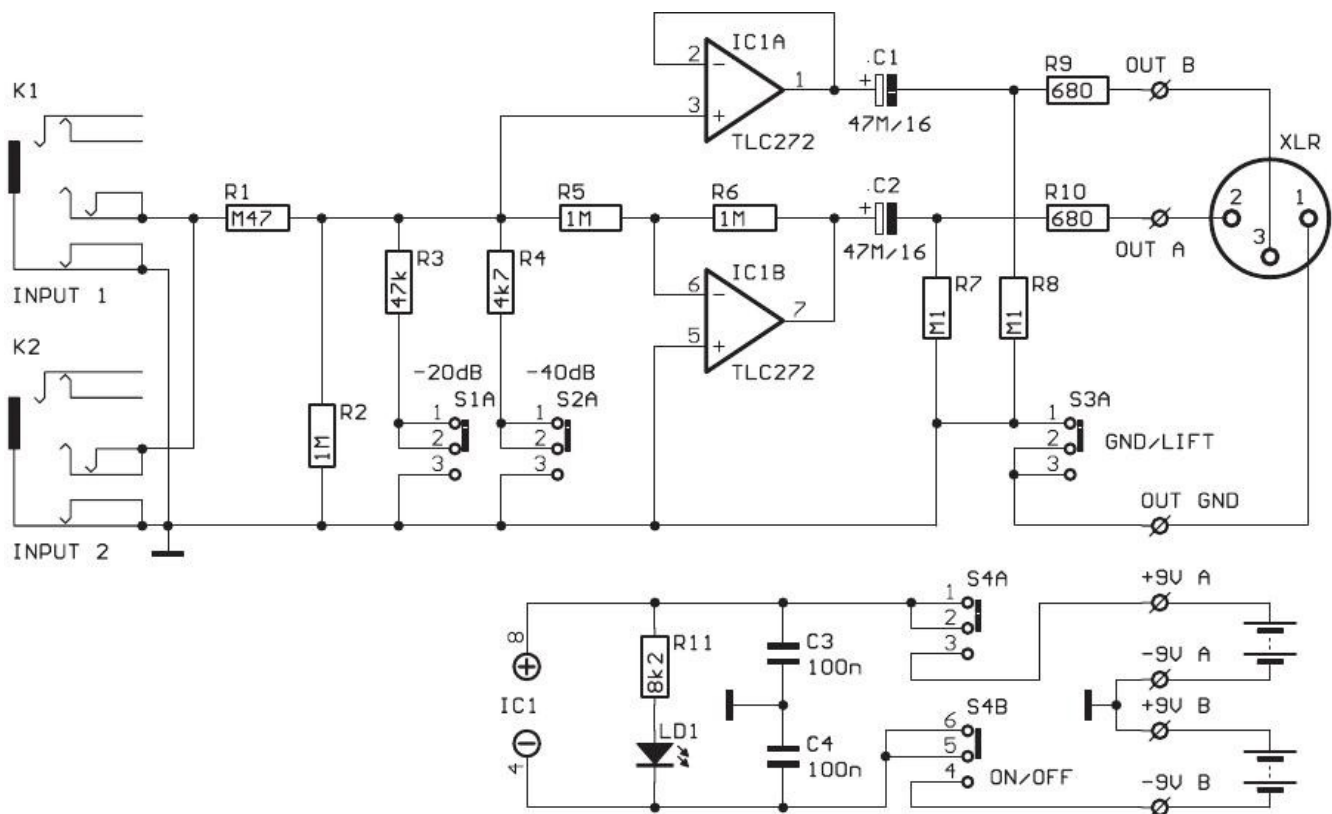 K1
INPUT 1
K2
INPUT 2
R1
M47
R2
1M
R3
47k
R4
4k7
-20dB
S1A
1
2
3
-40dB
S2A
1
2
3
R5
1M
R6
1M
2
3
−
+
1
IC1A
TLC272
6
5
−
+
7
IC1B
TLC272
.C1
+
47M/16
.C2
+
47M/16
R7
M1
R8
M1
R9
680
R10
680
OUT B
OUT A
XLR
2
1
3
S3A
1
2
3
GND/LIFT
OUT GND
8
+
IC1
−
4
R11
8k2
LD1
C3
100n
C4
100n
S4A
1
2
3
S4B
6
5
4
ON/OFF
+9V A
-9V A
+9V B
-9V B